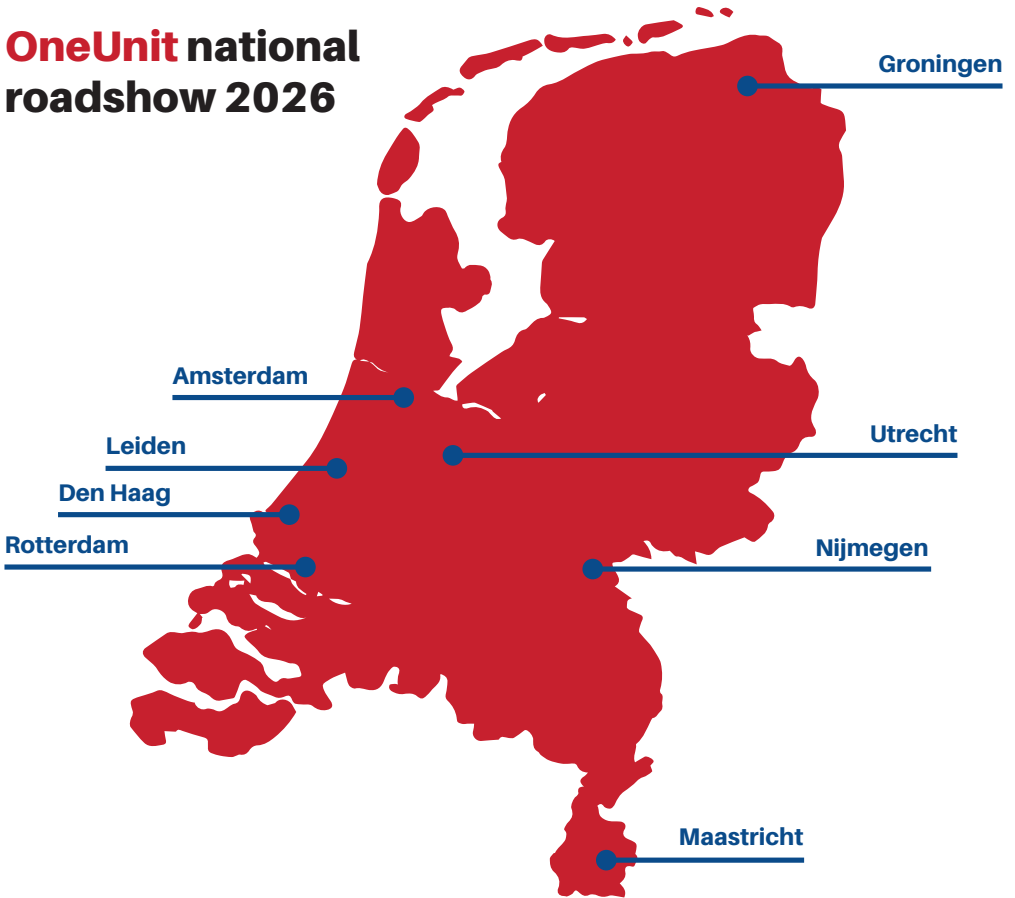 OneUnit national
roadshow 2026
Groningen
Amsterdam
Utrecht
Leiden
Den Haag
Rotterdam
Nijmegen
Maastricht